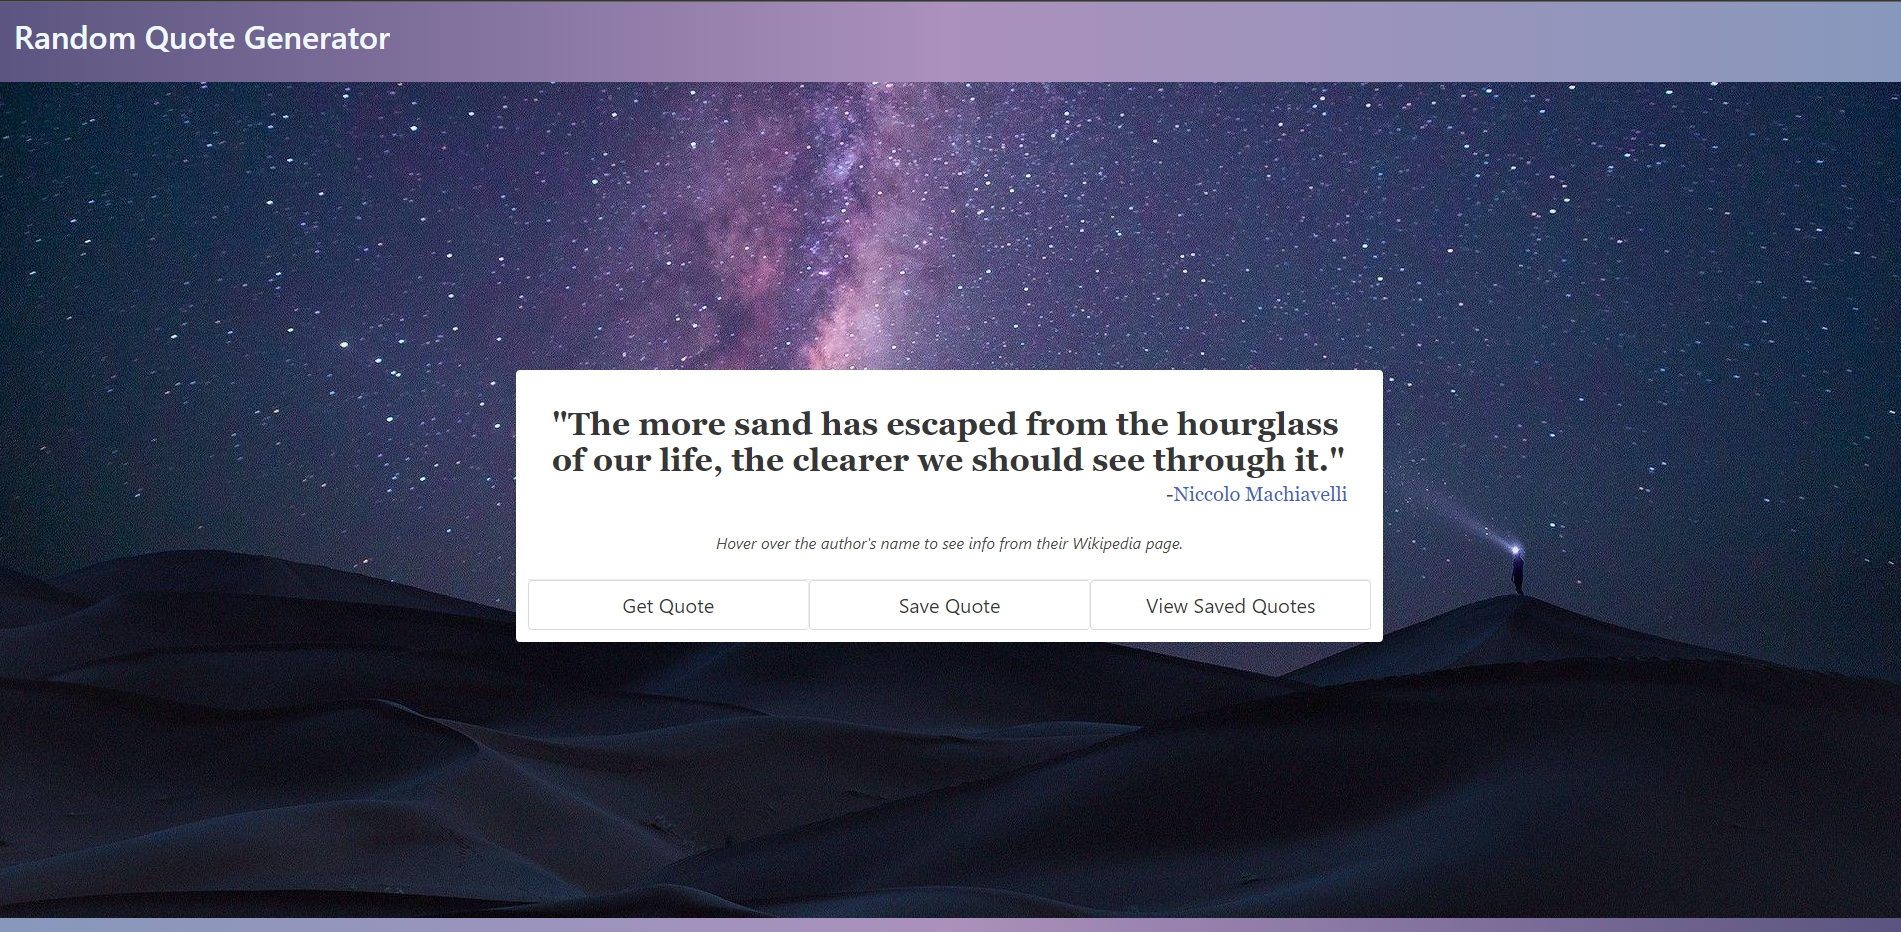 Random Quote Generator
"The more sand has escaped from the hourglass
of our life, the clearer we should see through it."
-Niccolo Machiavelli
Hover over the author's name to see info from their Wikipedia page.
Get Quote
Save Quote
View Saved Quotes